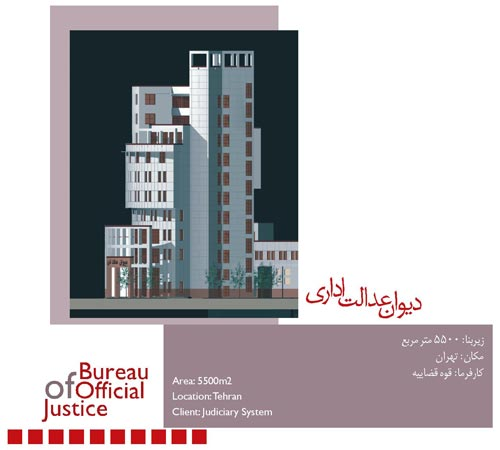 دیوان عدالت اداری
زیربنا: ۵۵۰۰ متر مربع
مکان: تهران
کارفرما: قوه قضاییه
Bureau
of Official
Justice
Area: 5500m2
Location: Tehran
Client: Judiciary System